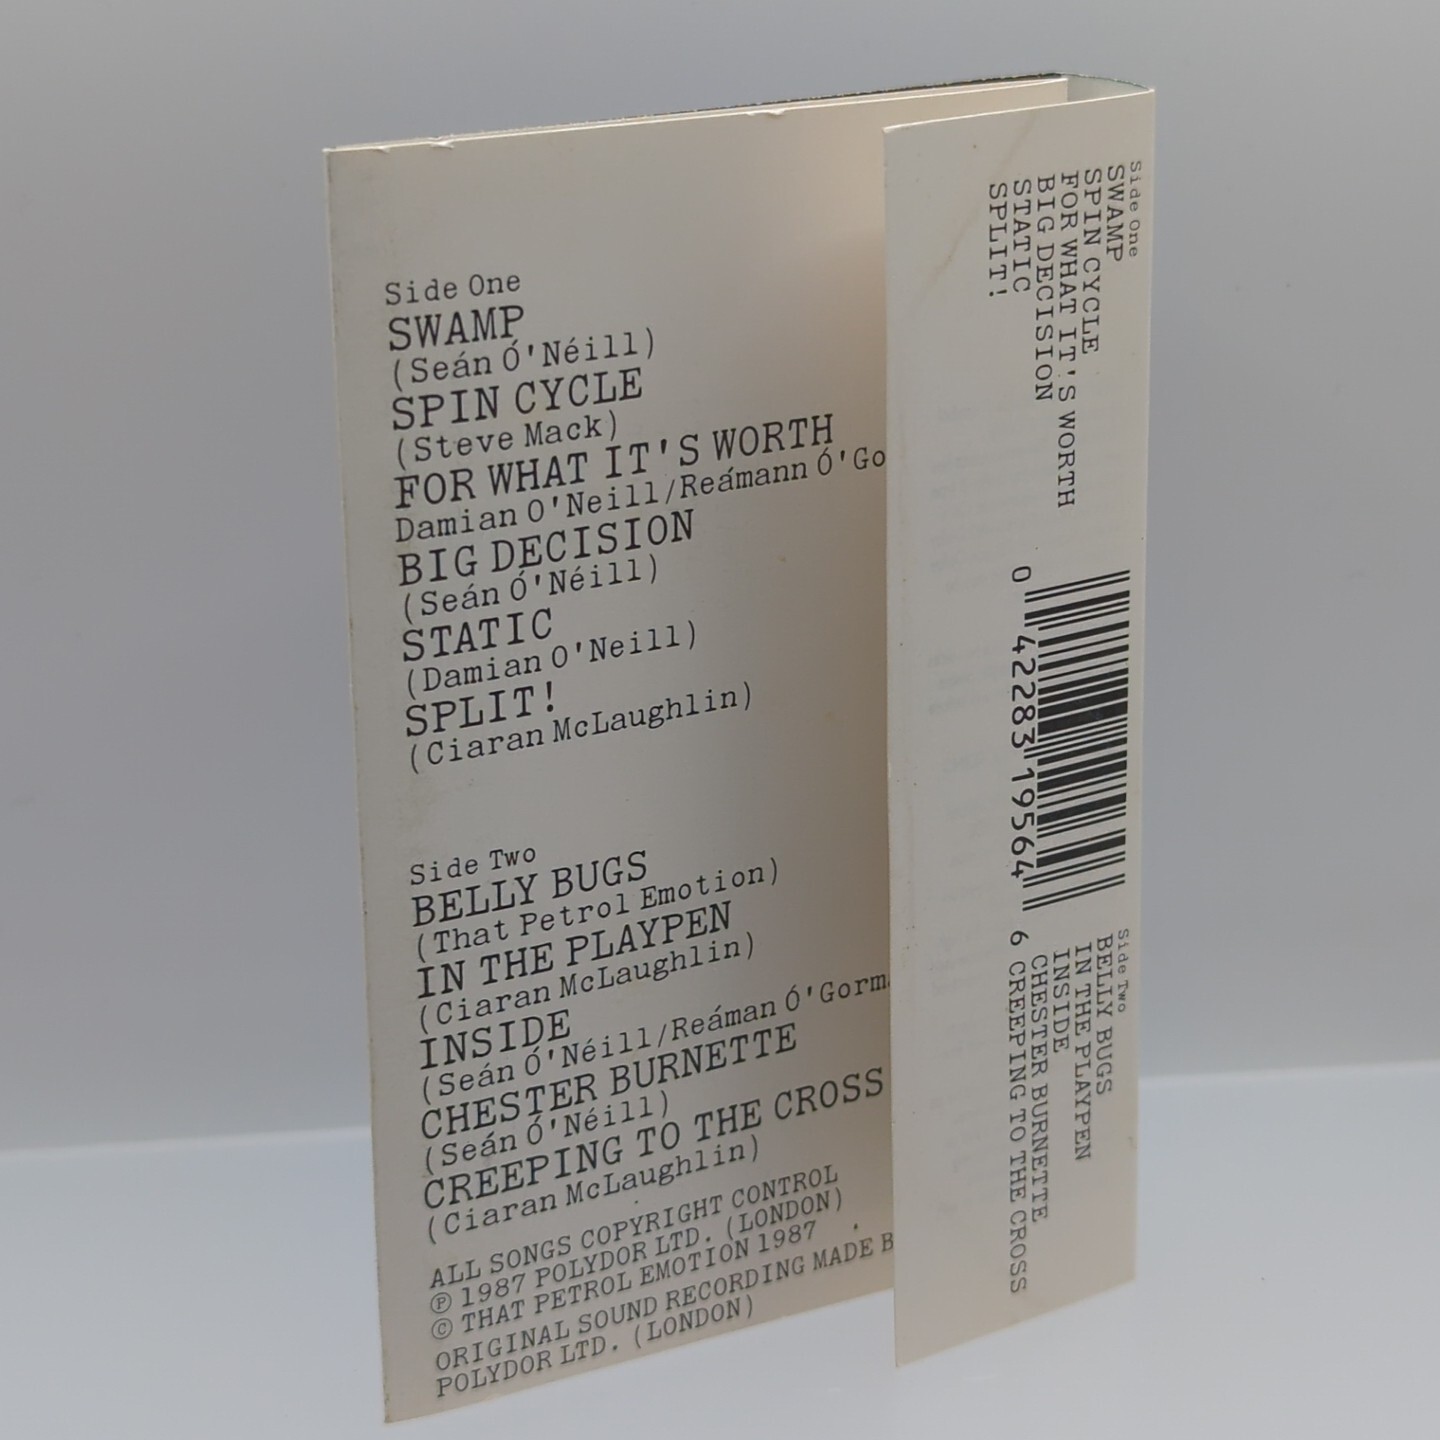 Side One
SWAMP
(Seán Ó'Néill)
SPIN CYCLE
(Steve Mack)
FOR WHAT IT'S WORTH
Damian O'Neill/Reámann Ó'Go
BIG DECISION
(Seán Ó'Néill)
STATIC
(Damian O'Neill)
SPLIT!
(Ciaran McLaughlin)
Side Two
BELLY BUGS
(That Petrol Emotion)
IN THE PLAYPEN
(Ciaran McLaughlin)
INSIDE
(Seán Ó'Néill/Reáman Ó'Gorma
CHESTER BURNETTE
(Seán Ó'Néill)
CREEPING TO THE CROSS
(Ciaran McLaughlin)
ALL SONGS COPYRIGHT CONTROL
℗ 1987 POLYDOR LTD. (LONDON)
© THAT PETROL EMOTION 1987
ORIGINAL SOUND RECORDING MADE B
POLYDOR LTD. (LONDON)
Side One
SWAMP
SPIN CYCLE
FOR WHAT IT'S WORTH
BIG DECISION
STATIC
SPLIT!
0 42283 19564 6
Side Two
BELLY BUGS
IN THE PLAYPEN
INSIDE
CHESTER BURNETTE
CREEPING TO THE CROSS